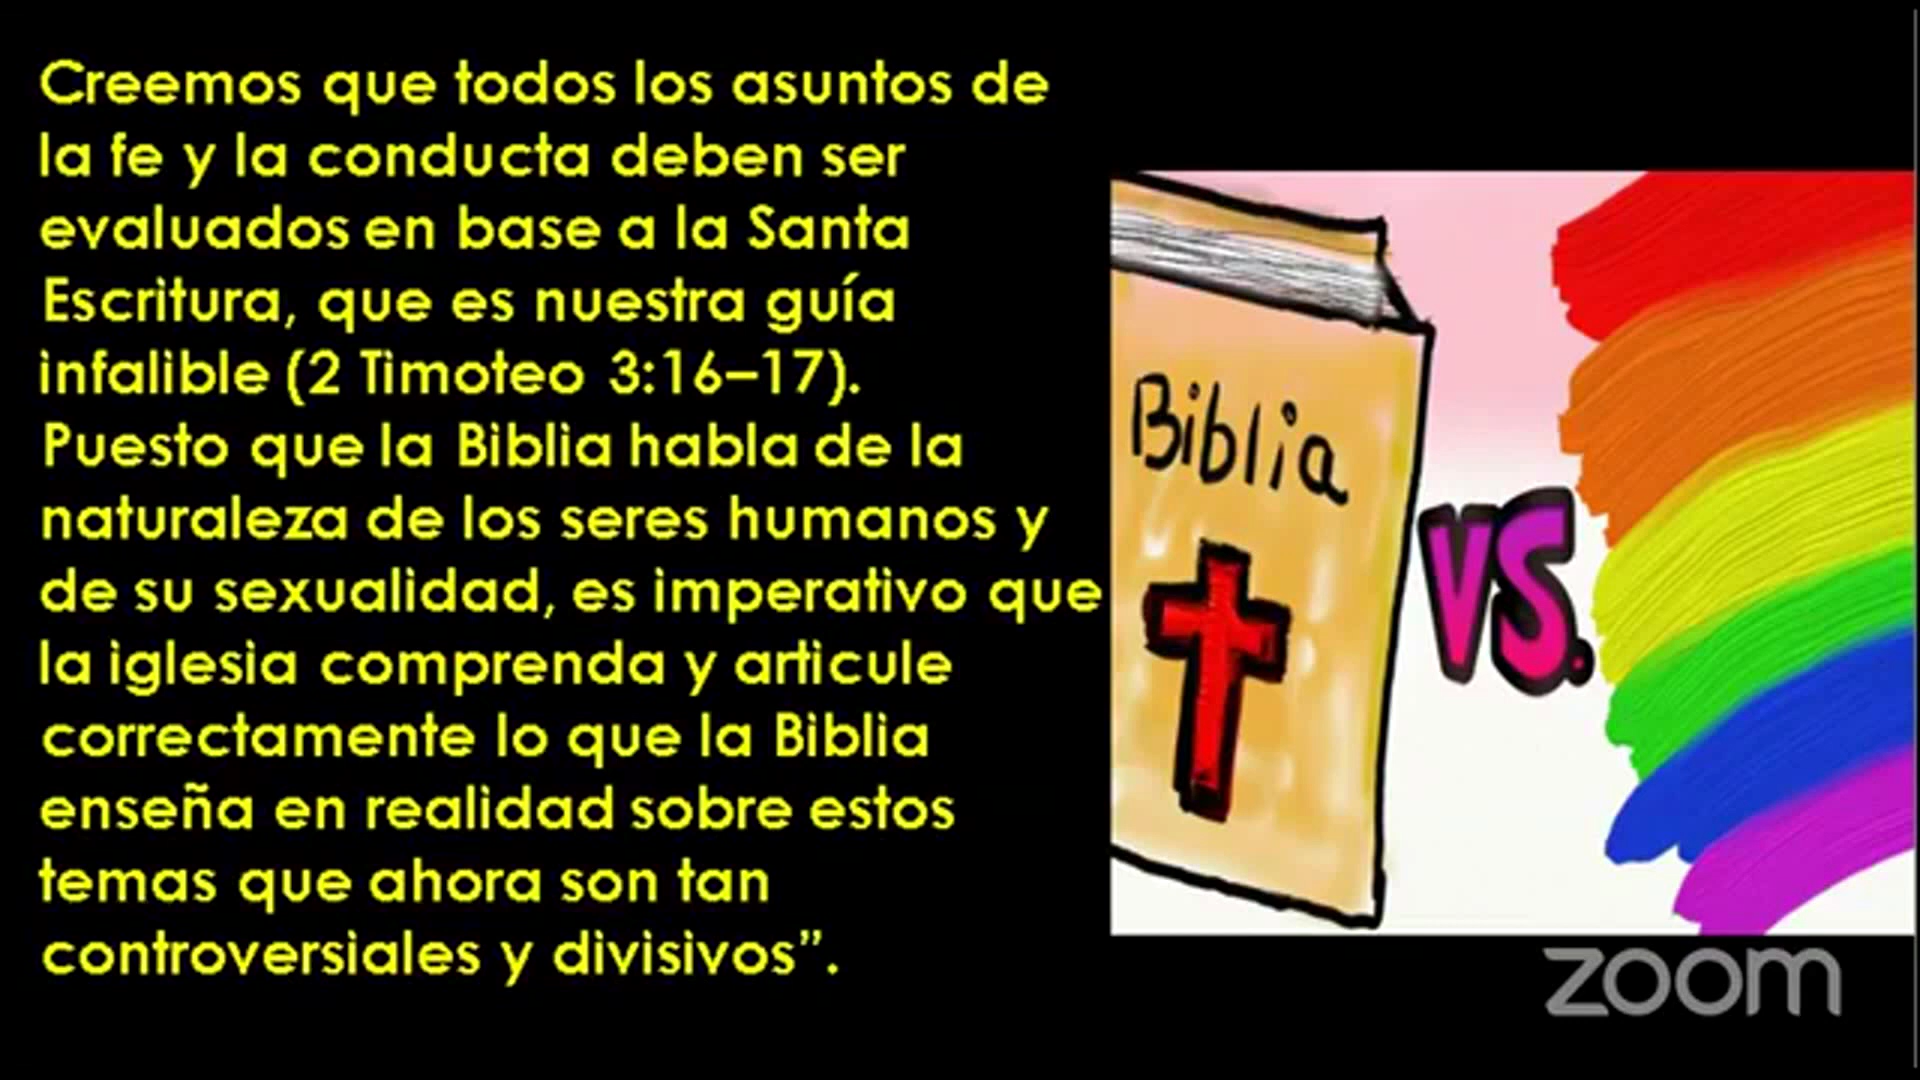 Creemos que todos los asuntos de
la fe y la conducta deben ser
evaluados en base a la Santa
Escritura, que es nuestra guía
infalible (2 Timoteo 3:16–17).
Puesto que la Biblia habla de la
naturaleza de los seres humanos y
de su sexualidad, es imperativo que
la iglesia comprenda y articule
correctamente lo que la Biblia
enseña en realidad sobre estos
temas que ahora son tan
controversiales y divisivos”.
Biblia
VS.
zoom